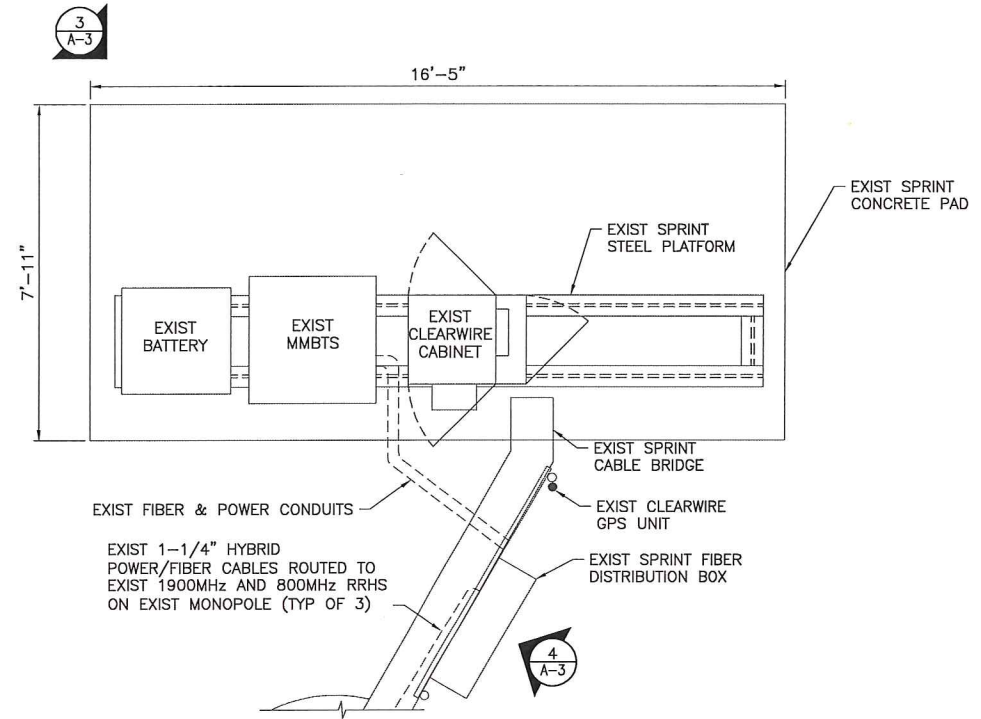 3
A-3
16'-5"
7'-11"
EXIST SPRINT
CONCRETE PAD
EXIST SPRINT
STEEL PLATFORM
EXIST
BATTERY
EXIST
MMBTS
EXIST
CLEARWIRE
CABINET
EXIST SPRINT
CABLE BRIDGE
EXIST FIBER & POWER CONDUITS
EXIST CLEARWIRE
GPS UNIT
EXIST 1-1/4" HYBRID
POWER/FIBER CABLES ROUTED TO
EXIST 1900MHz AND 800MHz RRHS
ON EXIST MONOPOLE (TYP OF 3)
EXIST SPRINT FIBER
DISTRIBUTION BOX
4
A-3